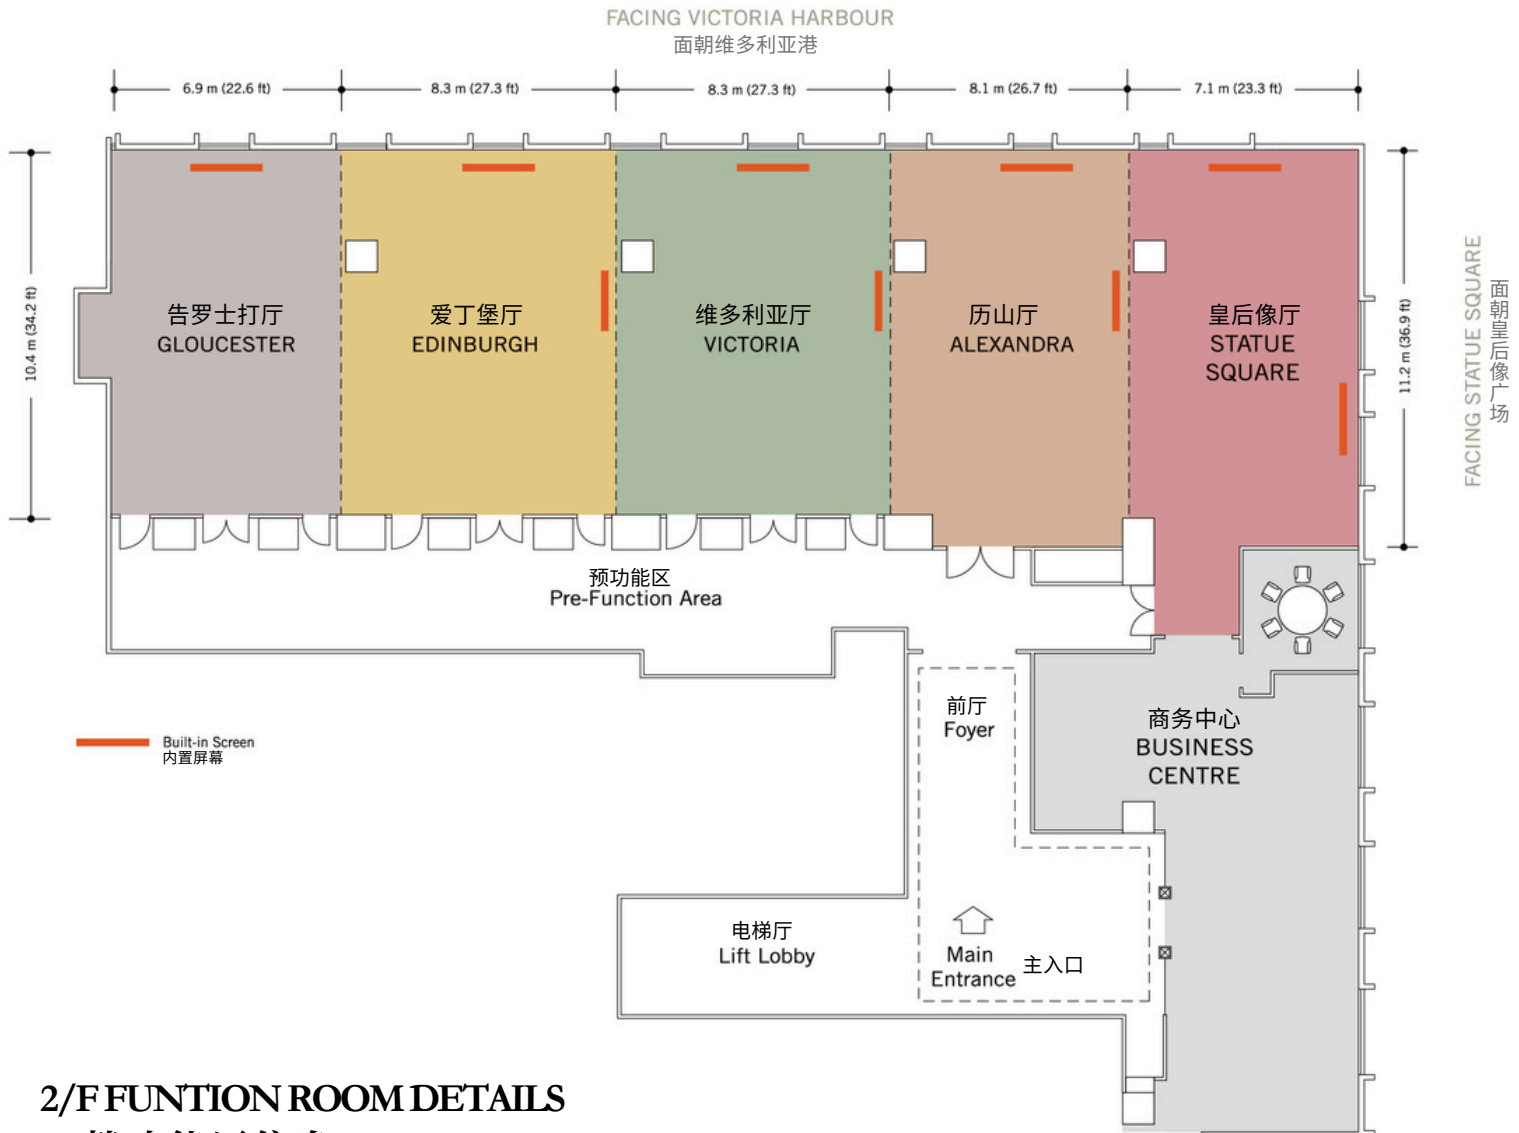 FACING VICTORIA HARBOUR
面朝维多利亚港
6.9 m (22.6 ft)
8.3 m (27.3 ft)
8.3 m (27.3 ft)
8.1 m (26.7 ft)
7.1 m (23.3 ft)
10.4 m (34.2 ft)
告罗士打厅
GLOUCESTER
爱丁堡厅
EDINBURGH
维多利亚厅
VICTORIA
历山厅
ALEXANDRA
皇后像厅
STATUE
SQUARE
11.2 m (36.9 ft)
FACING STATUE SQUARE
面朝皇后像广场
预功能区
Pre-Function Area
前厅
Foyer
商务中心
BUSINESS
CENTRE
Built-in Screen
内置屏幕
电梯厅
Lift Lobby
Main
Entrance
主入口
2/F FUNTION ROOM DETAILS